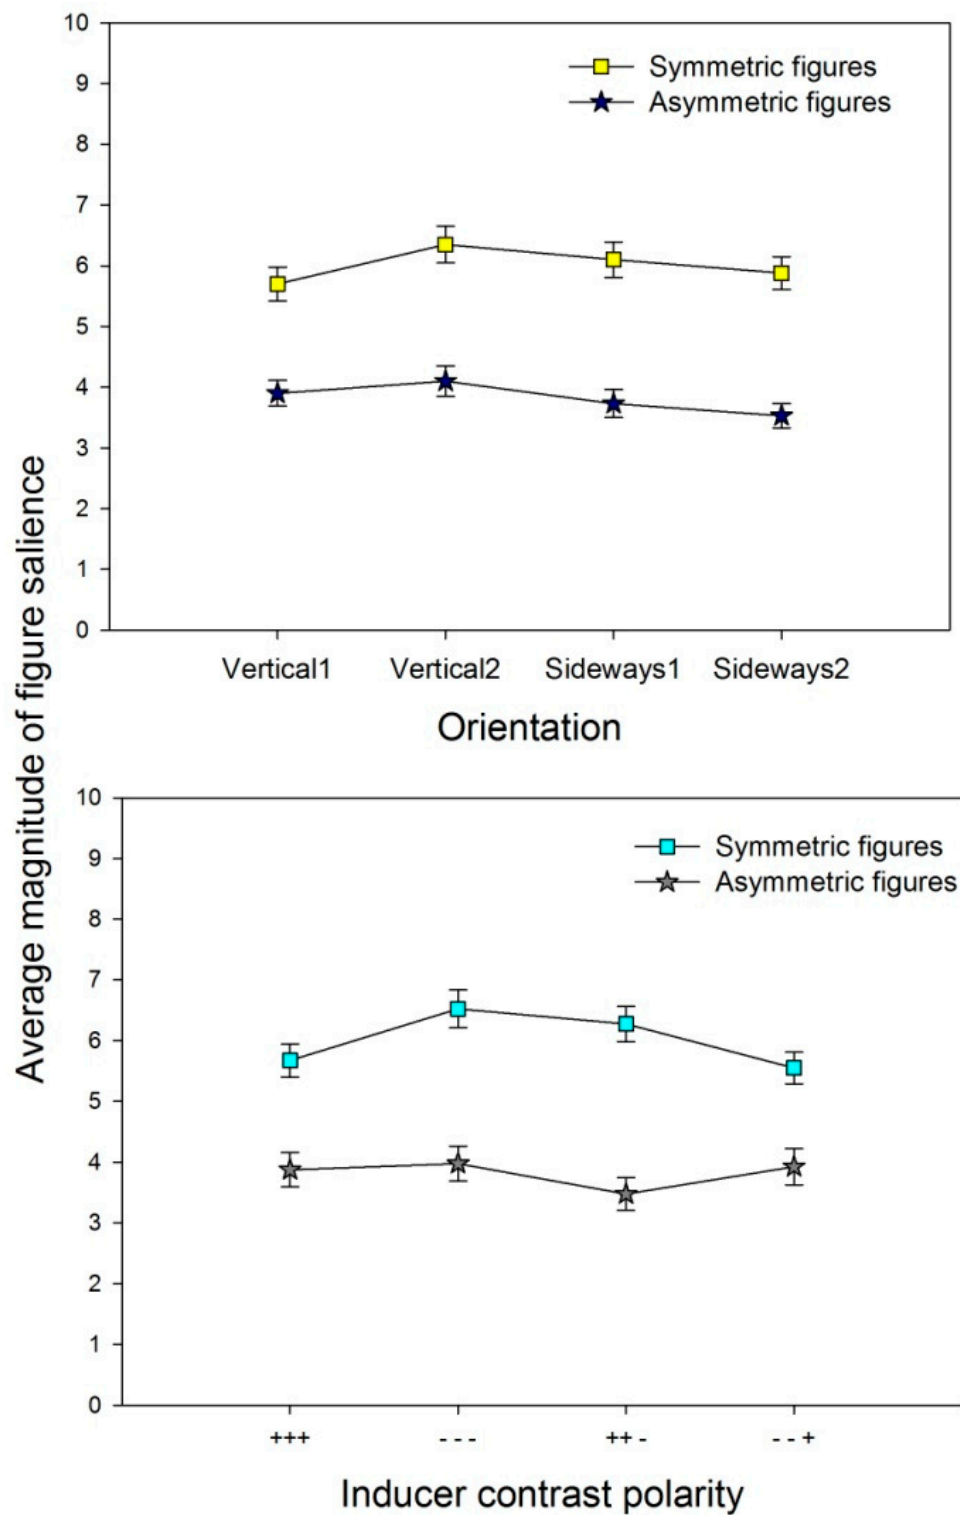 Average magnitude of figure salience
10
9
8
7
6
5
4
3
2
1
0
Symmetric figures
Asymmetric figures
Vertical1 Vertical2 Sideways1 Sideways2
Orientation
10
9
8
7
6
5
4
3
2
1
0
Symmetric figures
Asymmetric figures
+++ - - - ++ - - - +
Inducer contrast polarity